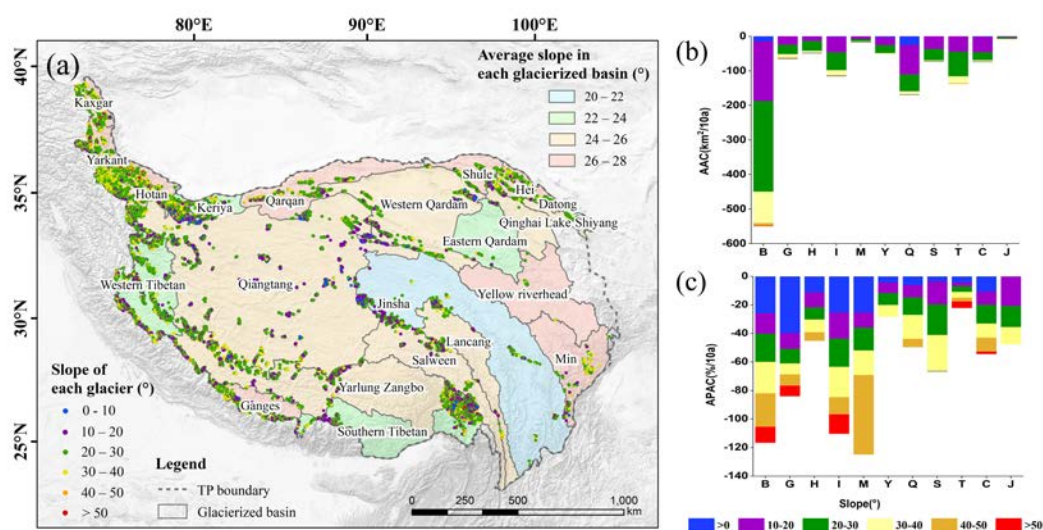 80°E
90°E
100°E
(a)
40°N
35°N
30°N
25°N
Average slope in
each glacierized basin (°)
20 – 22
22 – 24
24 – 26
26 – 28
Kaxgar
Yarkant
Hotan
Keriya
Qarqan
Western Qardam
Shule
Hei
Datong
Qinghai Lake
Shiyang
Eastern Qardam
Western Tibetan
Qiangtang
Yellow riverhead
Jinsha
Lancang
Salween
Min
Yarlung Zangbo
Ganges
Southern Tibetan
Slope of
each glacier (°)
0 - 10
10 – 20
20 – 30
30 – 40
40 – 50
> 50
Legend
TP boundary
Glacierized basin
0 250 500 1,000
km
(b)
AAC(km²/10a)
0
-100
-200
-300
-400
-500
-600
B G H I M Y Q S T C J
(c)
APAC(%/10a)
0
-20
-40
-60
-80
-100
-120
-140
B G H I M Y Q S T C J
Slope(°)
>0 10-20 20-30 30-40 40-50 >50